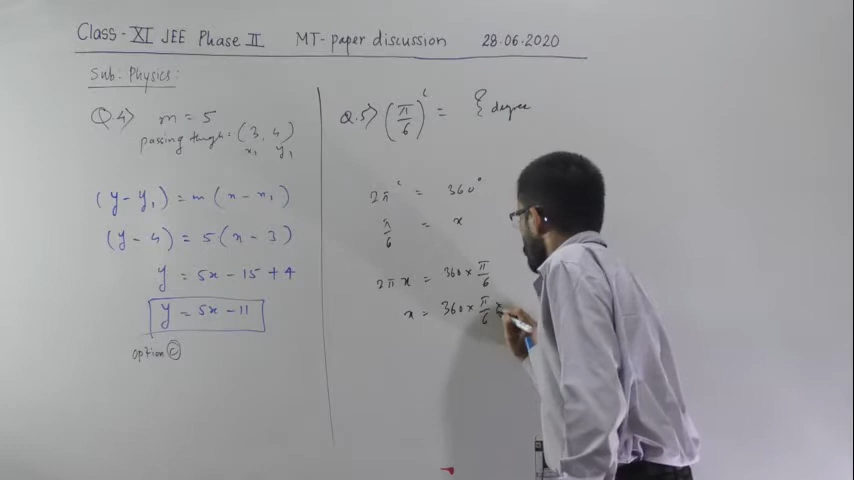 Class - XI JEE Phase II MT- paper discussion 28.06.2020
Sub: Physics:
Q.4> m = 5
passing thugh = (3, 4)
x₁ y₁
(y - y₁) = m (x - x₁)
(y - 4) = 5 (x - 3)
y = 5x - 15 + 4
y = 5x - 11
option Ⓒ
Q.5> (π/6)ᶜ = { degree
2πᶜ = 360°
π/6 = x
2π x = 360 × π/6
x = 360 × π/6 ×